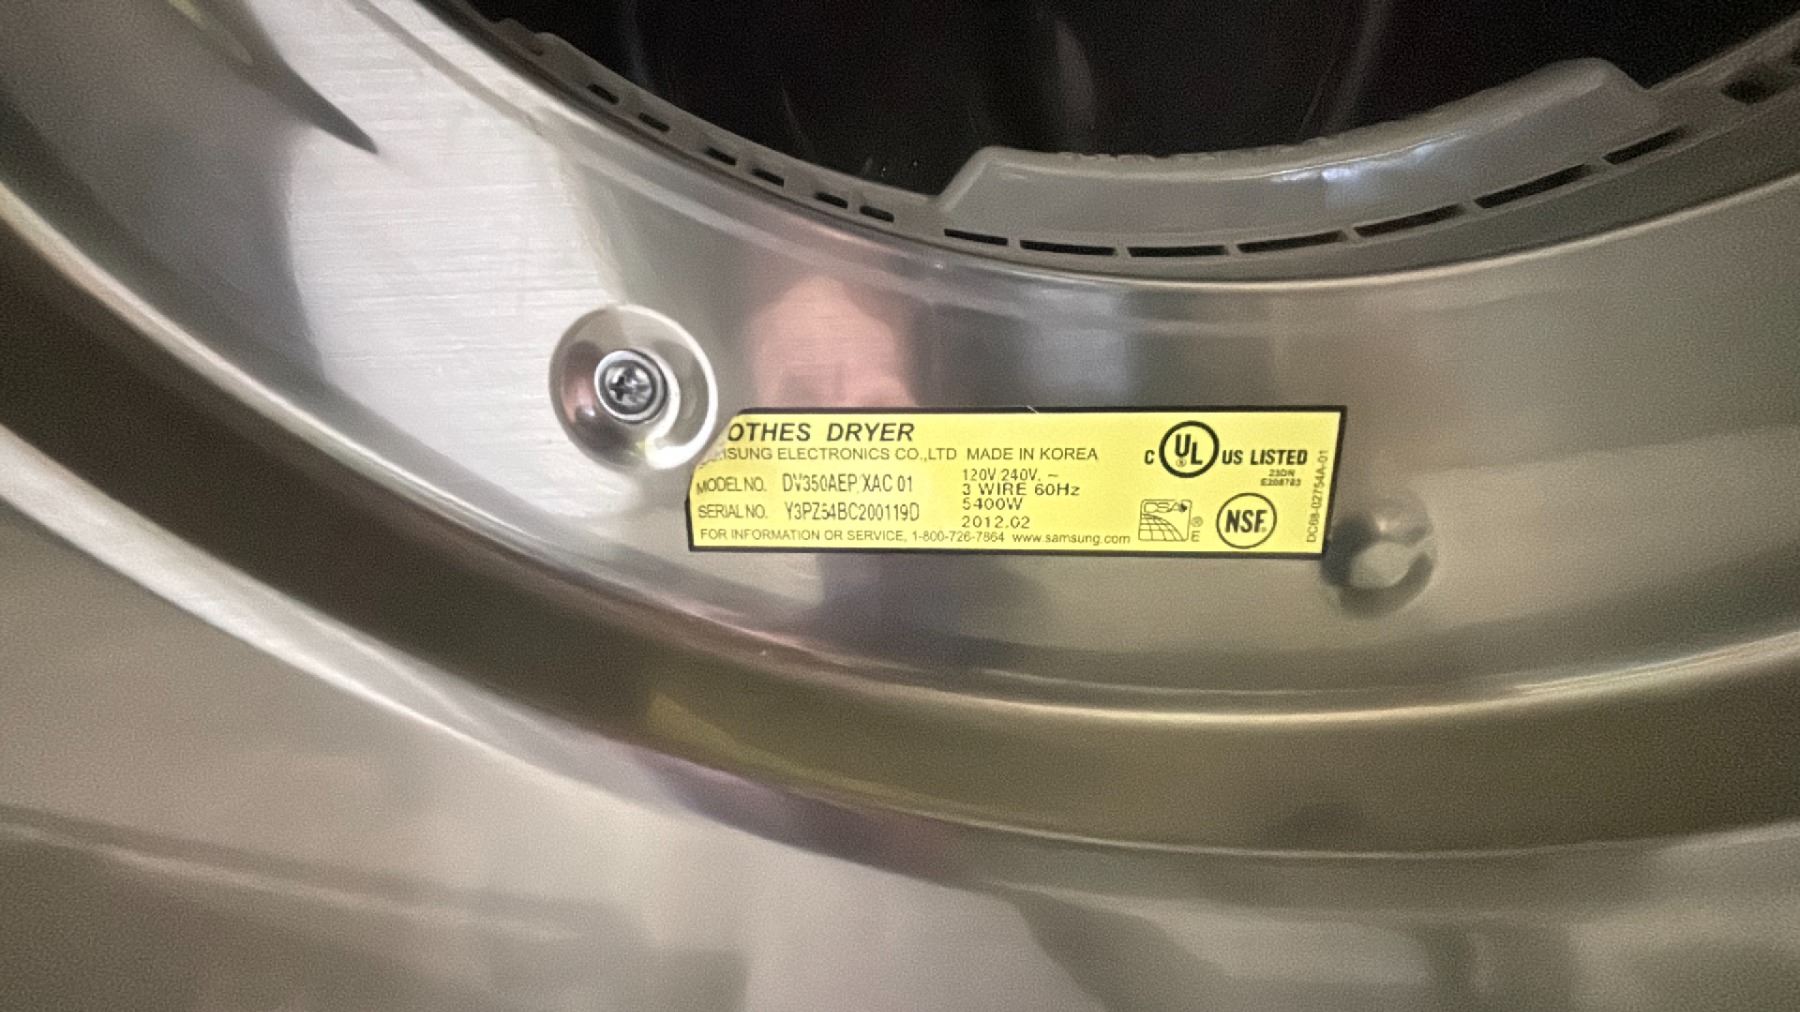 OTHES DRYER
SUNG ELECTRONICS CO.,LTD MADE IN KOREA
MODEL NO. DV350AEP XAC 01
120V 240V. ~
3 WIRE 60Hz
5400W
SERIAL NO. Y3PZ54BC200119D
2012.02
FOR INFORMATION OR SERVICE, 1-800-726-7864 www.samsung.com
C UL ® US LISTED
23DN
E208783
NSF
DC68-02754A-01